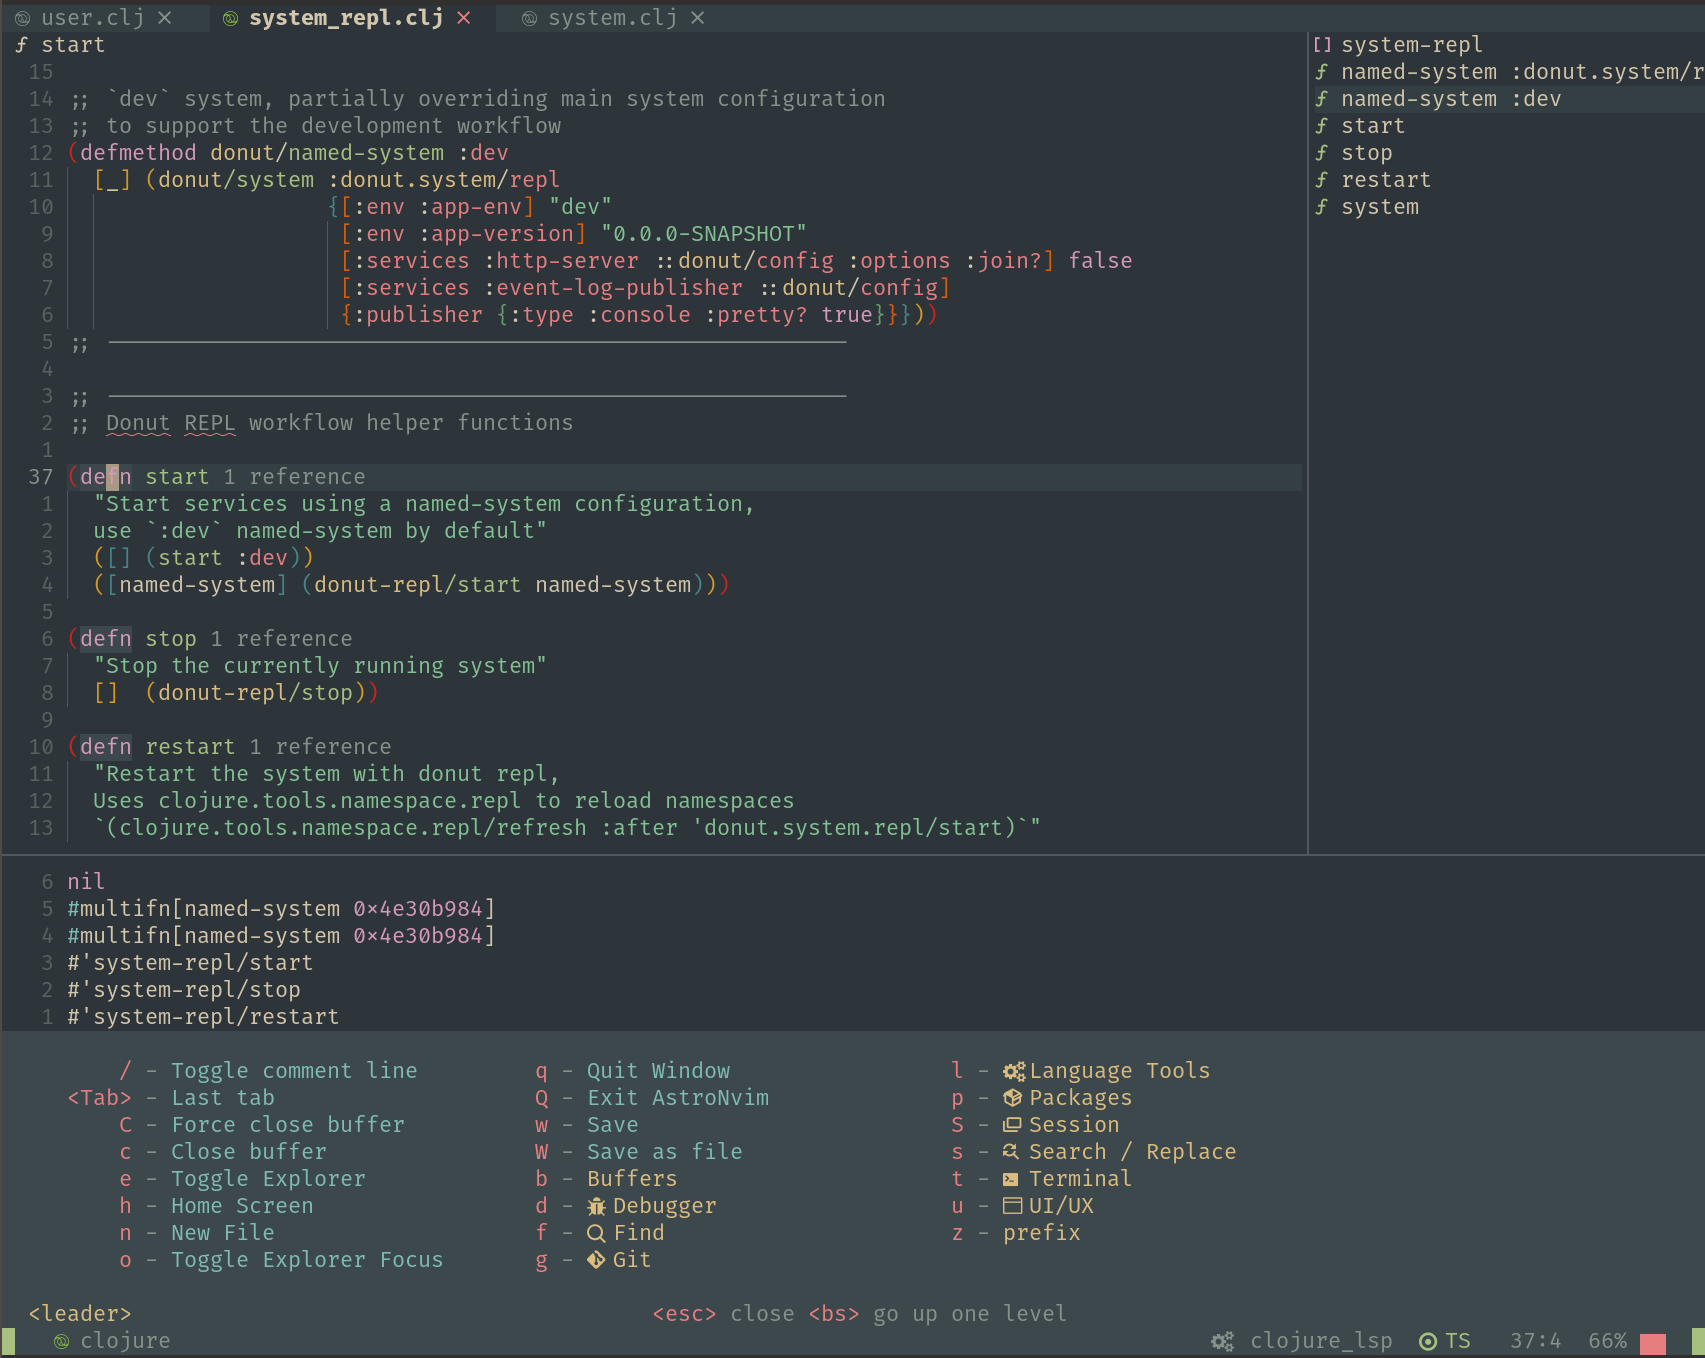 user.clj ✕ system_repl.clj ✕ system.clj ✕
ƒ start
15
14 ;; `dev` system, partially overriding main system configuration
13 ;; to support the development workflow
12 (defmethod donut/named-system :dev
11 [_] (donut/system :donut.system/repl
10 {[:env :app-env] "dev"
9 [:env :app-version] "0.0.0-SNAPSHOT"
8 [:services :http-server ::donut/config :options :join?] false
7 [:services :event-log-publisher ::donut/config]
6 {:publisher {:type :console :pretty? true}}}))
5 ;; ---------------------------------------------------------
4
3 ;; ---------------------------------------------------------
2 ;; Donut REPL workflow helper functions
1
37 (defn start 1 reference
1 "Start services using a named-system configuration,
2 use `:dev` named-system by default"
3 ([] (start :dev))
4 ([named-system] (donut-repl/start named-system)))
5
6 (defn stop 1 reference
7 "Stop the currently running system"
8 [] (donut-repl/stop))
9
10 (defn restart 1 reference
11 "Restart the system with donut repl,
12 Uses clojure.tools.namespace.repl to reload namespaces
13 `(clojure.tools.namespace.repl/refresh :after 'donut.system.repl/start)`"
[] system-repl
ƒ named-system :donut.system/r
ƒ named-system :dev
ƒ start
ƒ stop
ƒ restart
ƒ system
6 nil
5 #multifn[named-system 0x4e30b984]
4 #multifn[named-system 0x4e30b984]
3 #'system-repl/start
2 #'system-repl/stop
1 #'system-repl/restart
/ - Toggle comment line
<Tab> - Last tab
C - Force close buffer
c - Close buffer
e - Toggle Explorer
h - Home Screen
n - New File
o - Toggle Explorer Focus
q - Quit Window
Q - Exit AstroNvim
w - Save
W - Save as file
b - Buffers
d - Debugger
f - Find
g - Git
l - Language Tools
p - Packages
S - Session
s - Search / Replace
t - Terminal
u - UI/UX
z - prefix
<leader> <esc> close <bs> go up one level
clojure clojure_lsp TS 37:4 66%